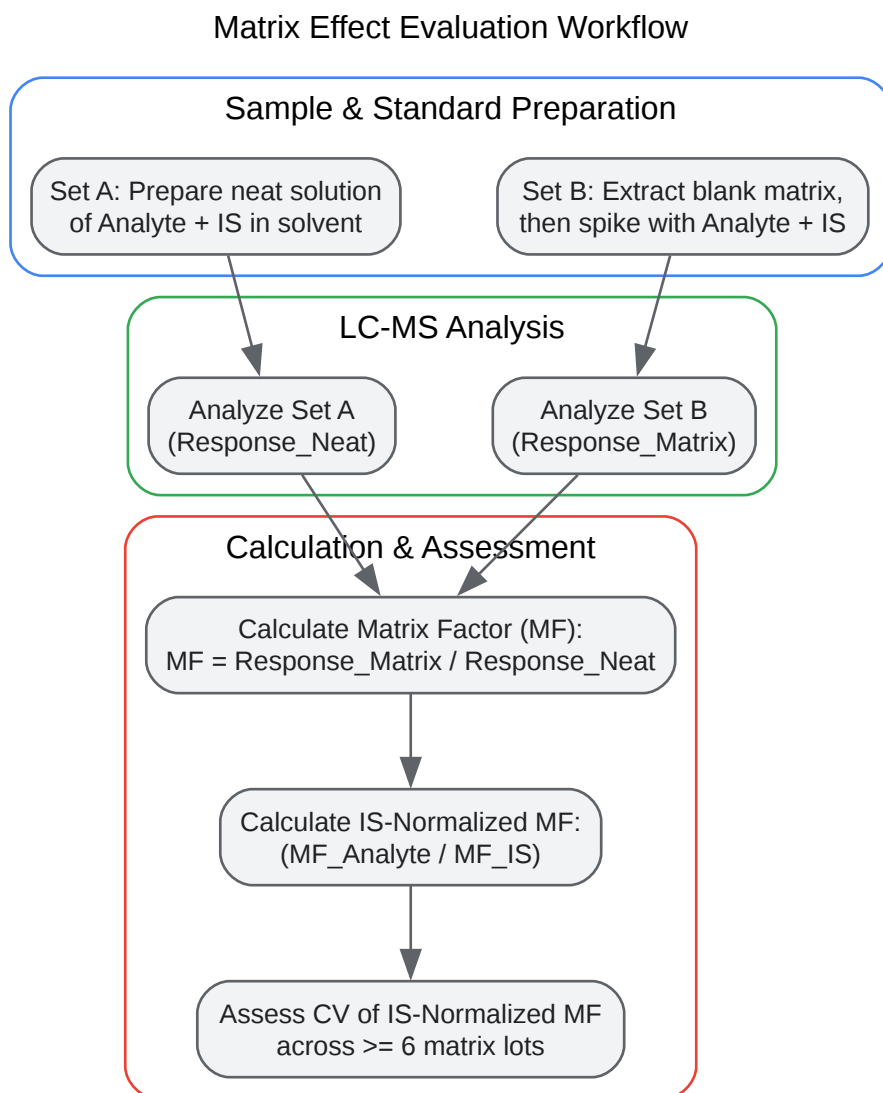 Matrix Effect Evaluation Workflow
Sample & Standard Preparation
Set A: Prepare neat solution
of Analyte + IS in solvent
Set B: Extract blank matrix,
then spike with Analyte + IS
LC-MS Analysis
Analyze Set A
(Response_Neat)
Analyze Set B
(Response_Matrix)
Calculation & Assessment
Calculate Matrix Factor (MF):
MF = Response_Matrix / Response_Neat
Calculate IS-Normalized MF:
(MF_Analyte / MF_IS)
Assess CV of IS-Normalized MF
across >= 6 matrix lots